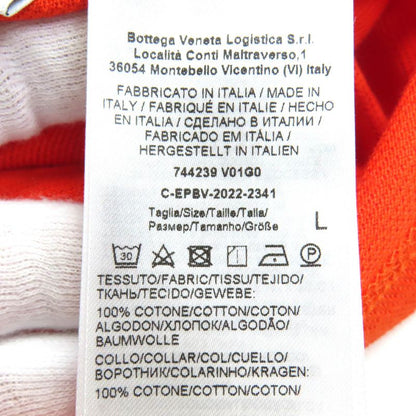 Bottega Veneta Logistica S.r.l.
Località Conti Maltraverso,1
36054 Montebello Vicentino (VI) Italy
FABBRICATO IN ITALIA / MADE IN
ITALY / FABRIQUÉ EN ITALIE / HECHO
EN ITALIA / СДЕЛАНО В ИТАЛИИ /
FABRICADO EM ITÁLIA /
HERGESTELLT IN ITALIEN
744239 V01G0
C-EPBV-2022-2341
Taglia/Size/Taille/Talla/
Размер/Tamanho/Größe
L
30
P
TESSUTO/FABRIC/TISSU/TEJIDO/
ТКАНЬ/TECIDO/GEWEBE:
100% COTONE/COTTON/COTON/
ALGODON/ХЛОПОК/ALGODÃO/
BAUMWOLLE
COLLO/COLLAR/COL/CUELLO/
ВОРОТНИК/COLARINHO/KRAGEN:
100% COTONE/COTTON/COTON/